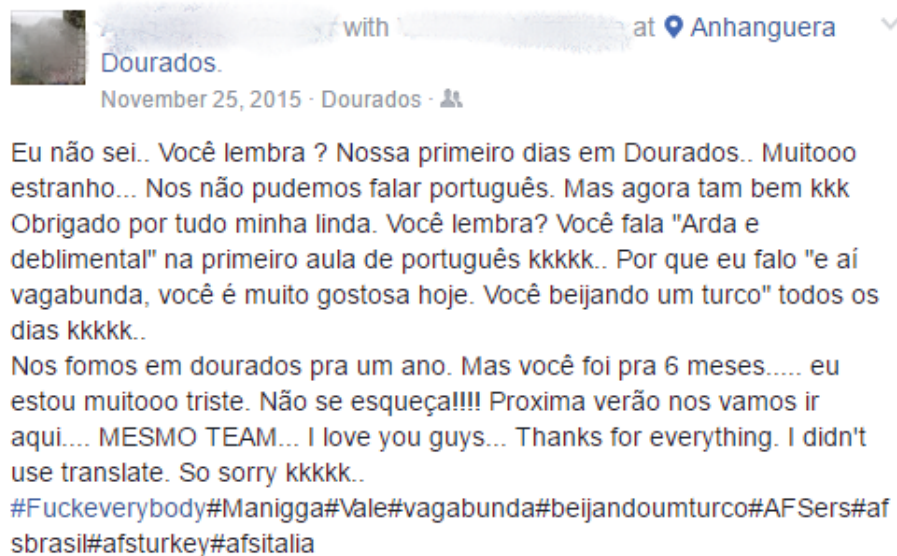 with at Anhanguera
Dourados.
November 25, 2015 · Dourados ·
Eu não sei.. Você lembra ? Nossa primeiro dias em Dourados.. Muitooo
estranho... Nos não pudemos falar português. Mas agora tam bem kkk
Obrigado por tudo minha linda. Você lembra? Você fala "Arda e
deblimental" na primeiro aula de português kkkkk.. Por que eu falo "e aí
vagabunda, você é muito gostosa hoje. Você beijando um turco" todos os
dias kkkkk..
Nos fomos em dourados pra um ano. Mas você foi pra 6 meses..... eu
estou muitooo triste. Não se esqueça!!!! Proxima verão nos vamos ir
aqui.... MESMO TEAM... I love you guys... Thanks for everything. I didn't
use translate. So sorry kkkkk..
#Fuckeverybody#Manigga#Vale#vagabunda#beijandoumturco#AFSers#af
sbrasil#afsturkey#afsitalia